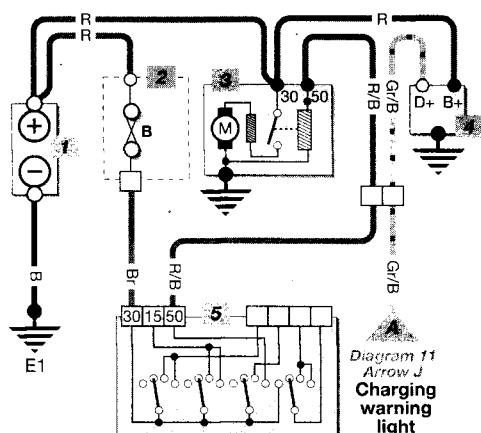 R
R
R
2
3
30
50
B
M
R/B
Gr/B
D+
B+
4
+
1
−
B
Br
R/B
Gr/B
E1
30
15
50
5
A
Diagram 11
Arrow J
Charging
warning
light